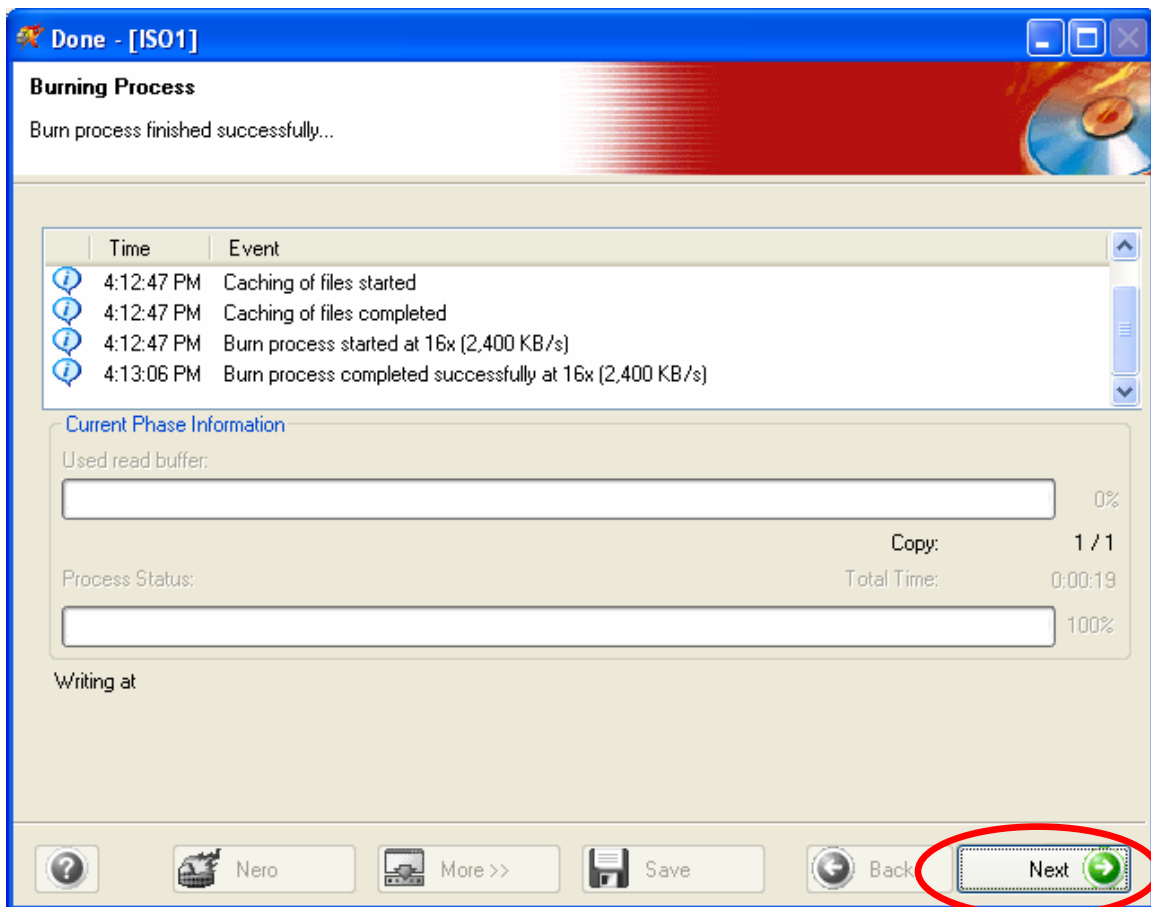 Done - [ISO1]
Burning Process
Burn process finished successfully...
Time Event
4:12:47 PM Caching of files started
4:12:47 PM Caching of files completed
4:12:47 PM Burn process started at 16x (2,400 KB/s)
4:13:06 PM Burn process completed successfully at 16x (2,400 KB/s)
Current Phase Information
Used read buffer:
0%
Copy: 1 / 1
Process Status: Total Time: 0:00:19
100%
Writing at
Nero More >> Save Back Next